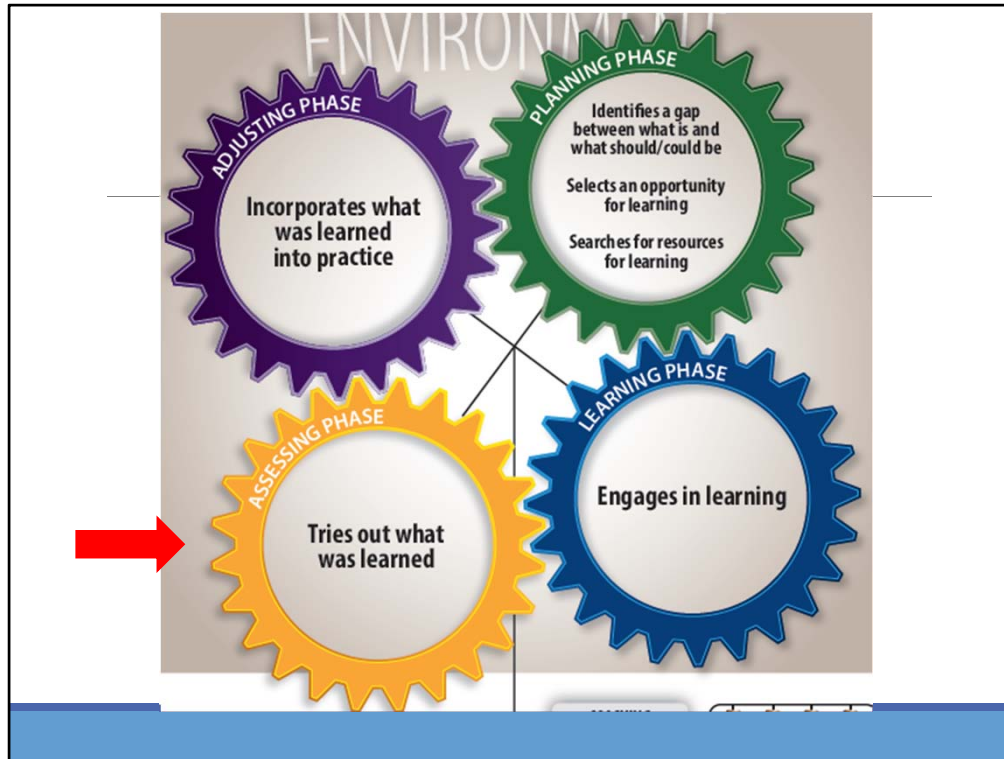 ENVIRONMENT
ADJUSTING PHASE
Incorporates what
was learned
into practice
PLANNING PHASE
Identifies a gap
between what is and
what should/could be
Selects an opportunity
for learning
Searches for resources
for learning
ASSESSING PHASE
Tries out what
was learned
LEARNING PHASE
Engages in learning